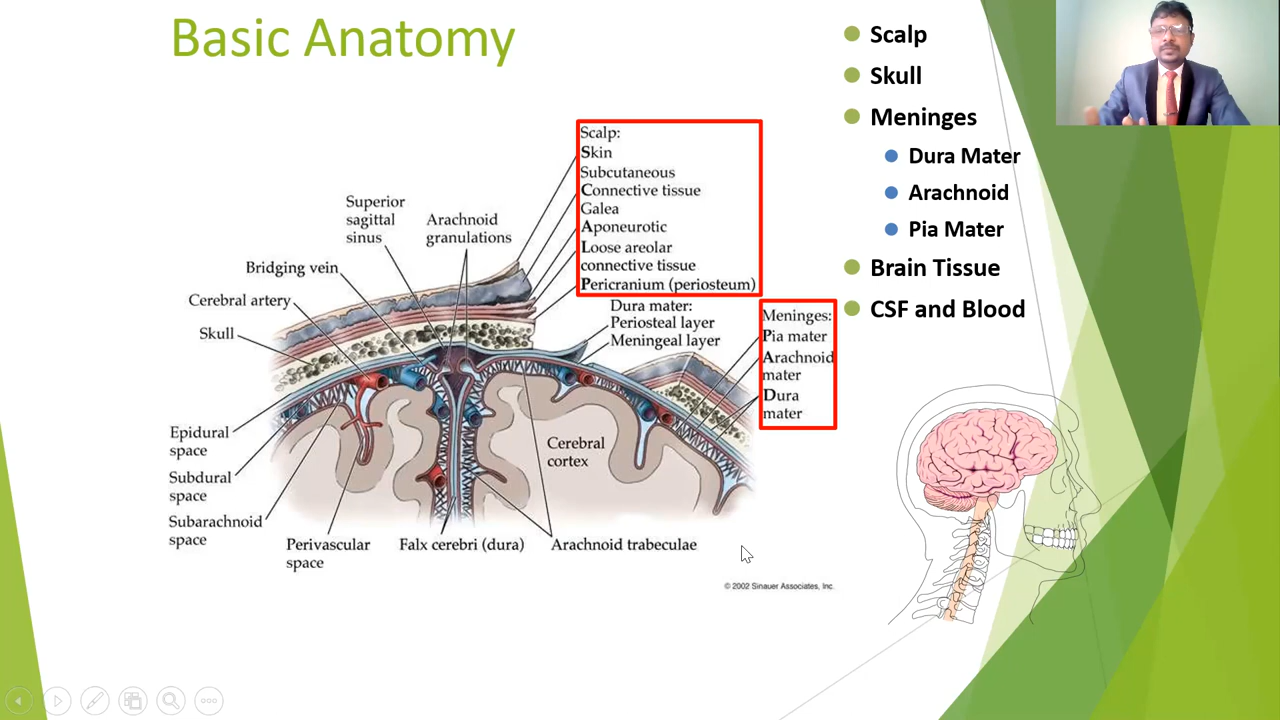 Basic Anatomy
Scalp
Skull
Meninges
Dura Mater
Arachnoid
Pia Mater
Brain Tissue
CSF and Blood
Scalp:
Skin
Subcutaneous
Connective tissue
Galea
Aponeurotic
Loose areolar
connective tissue
Pericranium (periosteum)
Dura mater:
Periosteal layer
Meningeal layer
Meninges:
Pia mater
Arachnoid
mater
Dura
mater
Superior
sagittal
sinus
Arachnoid
granulations
Bridging vein
Cerebral artery
Skull
Epidural
space
Subdural
space
Subarachnoid
space
Perivascular
space
Falx cerebri (dura)
Arachnoid trabeculae
Cerebral
cortex
© 2002 Sinauer Associates, Inc.